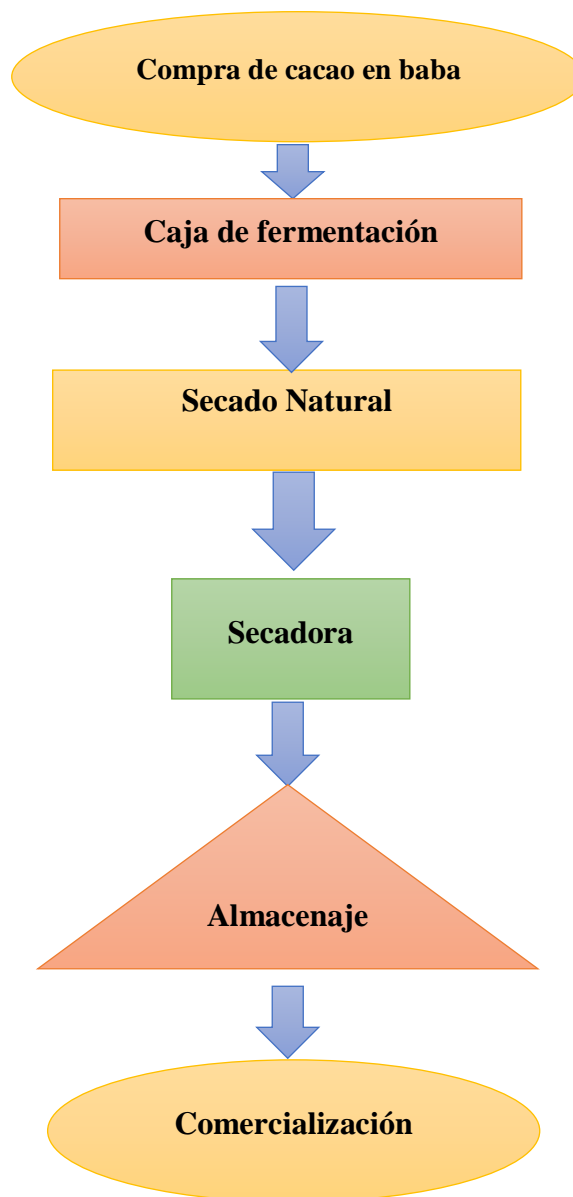 Compra de cacao en baba
Caja de fermentación
Secado Natural
Secadora
Almacenaje
Comercialización